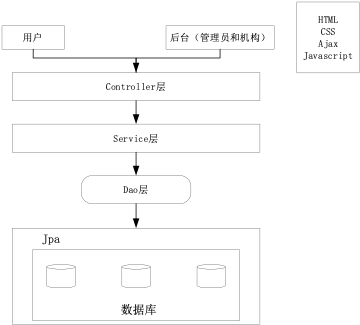 用户
后台（管理员和机构）
HTML
CSS
Ajax
Javascript
Controller层
Service层
Dao层
Jpa
数据库